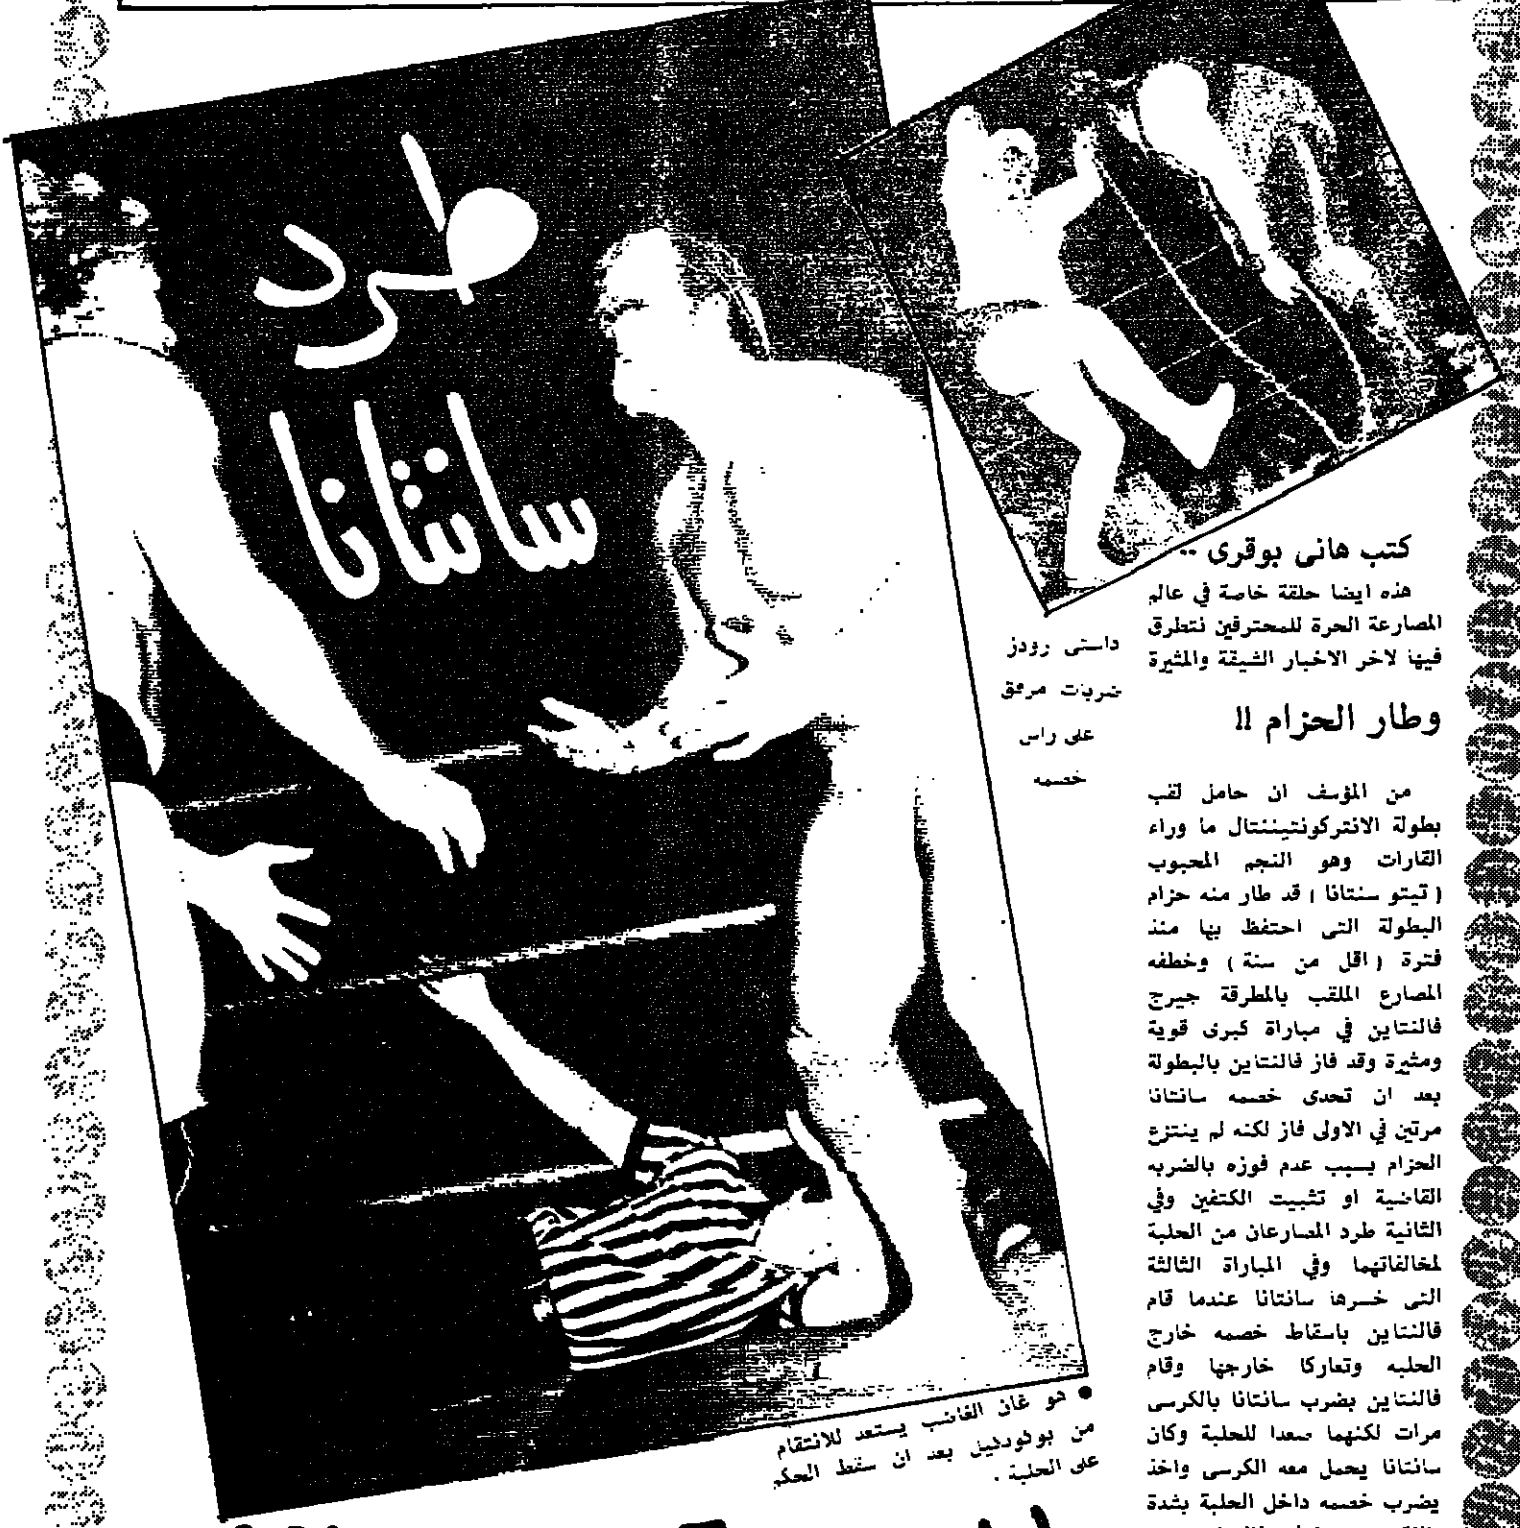 طرد
سانتانا
كتب هانى بوقرى ..
هذه ايضا حلقة خاصة في عالم
المصارعة الحرة للمحترفين نتطرق
فيها لاخر الاخبار الشيقة والمثيرة
وطار الحزام !!
من المؤسف ان حامل لقب
بطولة الانتركونتيننتال ما وراء
القارات وهو النجم المحبوب
( تيتو سنتانا ) قد طار منه حزام
البطولة التى احتفظ بها منذ
فترة ( اقل من سنة ) وخطفه
المصارع الملقب بالمطرقة جيرج
فالنتاين في مباراة كبرى قوية
ومثيرة وقد فاز فالنتاين بالبطولة
بعد ان تحدى خصمه سانتانا
مرتين في الاولى فاز لكنه لم ينتزع
الحزام بسبب عدم فوزه بالضربه
القاضية او تثبيت الكتفين وفي
الثانية طرد المصارعان من الحلبة
لمخالفاتهما وفي المباراة الثالثة
التى خسرها سانتانا عندما قام
فالنتاين باسقاط خصمه خارج
الحلبه وتعاركا خارجها وقام
فالنتاين بضرب سانتانا بالكرسى
مرات لكنهما صعدا للحلبة وكان
سانتانا يحمل معه الكرسى واخذ
يضرب خصمه داخل الحلبة بشدة
داستى رودز
ضربات مرفق
على راس
خصمه
● هو غان الغاضب يستعد للانتقام
من بوكودديل بعد ان سقط الحكم
على الحلبة .